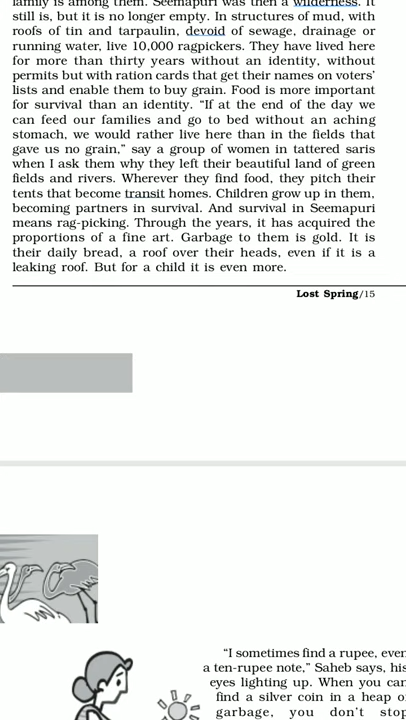 family is among them. Seemapuri was then a wilderness. It
still is, but it is no longer empty. In structures of mud, with
roofs of tin and tarpaulin, devoid of sewage, drainage or
running water, live 10,000 ragpickers. They have lived here
for more than thirty years without an identity, without
permits but with ration cards that get their names on voters’
lists and enable them to buy grain. Food is more important
for survival than an identity. “If at the end of the day we
can feed our families and go to bed without an aching
stomach, we would rather live here than in the fields that
gave us no grain,” say a group of women in tattered saris
when I ask them why they left their beautiful land of green
fields and rivers. Wherever they find food, they pitch their
tents that become transit homes. Children grow up in them,
becoming partners in survival. And survival in Seemapuri
means rag-picking. Through the years, it has acquired the
proportions of a fine art. Garbage to them is gold. It is
their daily bread, a roof over their heads, even if it is a
leaking roof. But for a child it is even more.
Lost Spring/15
“I sometimes find a rupee, even
a ten-rupee note,” Saheb says, his
eyes lighting up. When you can
find a silver coin in a heap of
garbage, you don’t stop